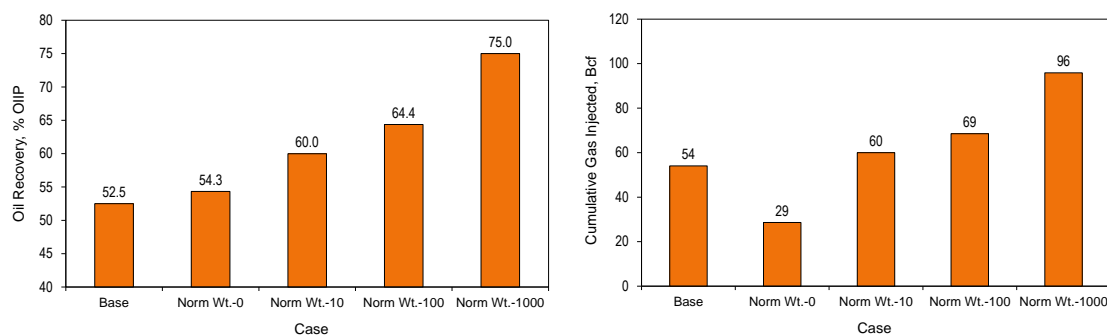 Oil Recovery, % OIIP
80
75
70
65
60
55
50
45
40
52.5
54.3
60.0
64.4
75.0
Base
Norm Wt.-0
Norm Wt.-10
Norm Wt.-100
Norm Wt.-1000
Case
Cumulative Gas Injected, Bcf
120
100
80
60
40
20
0
54
29
60
69
96
Base
Norm Wt.-0
Norm Wt.-10
Norm Wt.-100
Norm Wt.-1000
Case